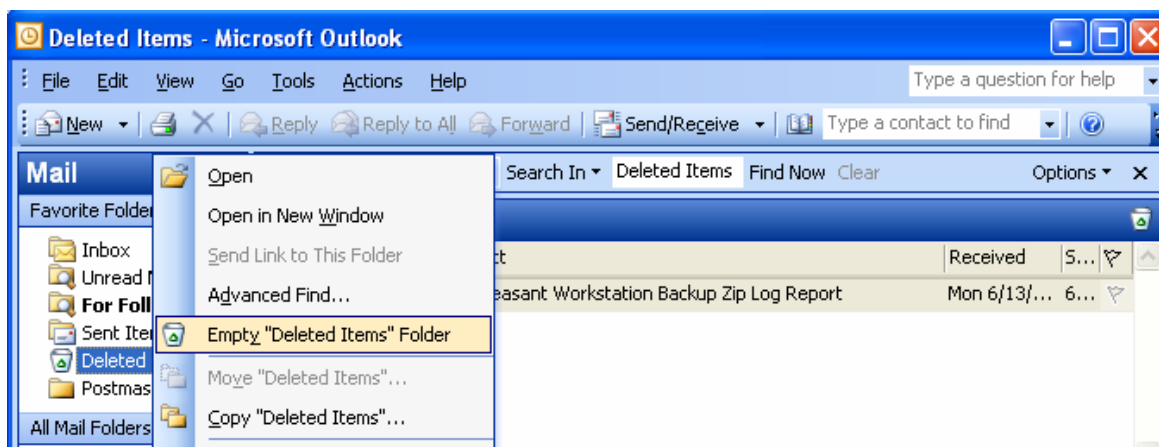 Deleted Items - Microsoft Outlook
File Edit View Go Tools Actions Help Type a question for help
New Reply Reply to All Forward Send/Receive Type a contact to find
Mail
Search In Deleted Items Find Now Clear Options
Favorite Folder
Inbox
Unread
For Foll
Sent Ite
Deleted
Postmas
All Mail Folders
Open
Open in New Window
Send Link to This Folder
Advanced Find...
Empty "Deleted Items" Folder
Move "Deleted Items"...
Copy "Deleted Items"...
ct Received S...
easant Workstation Backup Zip Log Report Mon 6/13/... 6...